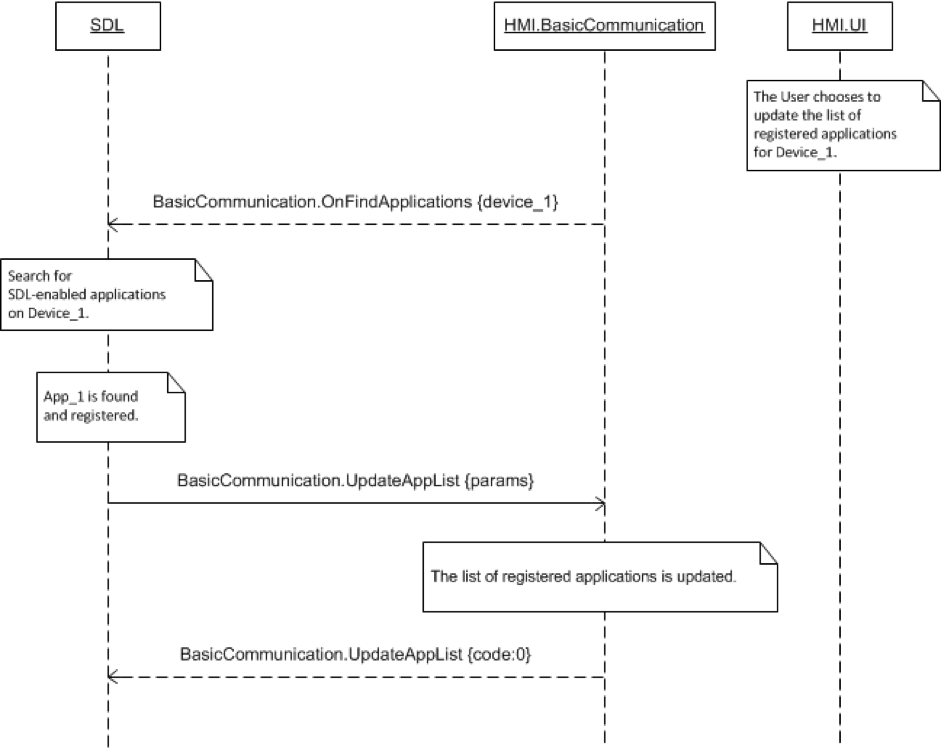 SDL
HMI.BasicCommunication
HMI.UI
The User chooses to
update the list of
registered applications
for Device_1.
BasicCommunication.OnFindApplications {device_1}
Search for
SDL-enabled applications
on Device_1.
App_1 is found
and registered.
BasicCommunication.UpdateAppList {params}
The list of registered applications is updated.
BasicCommunication.UpdateAppList {code:0}